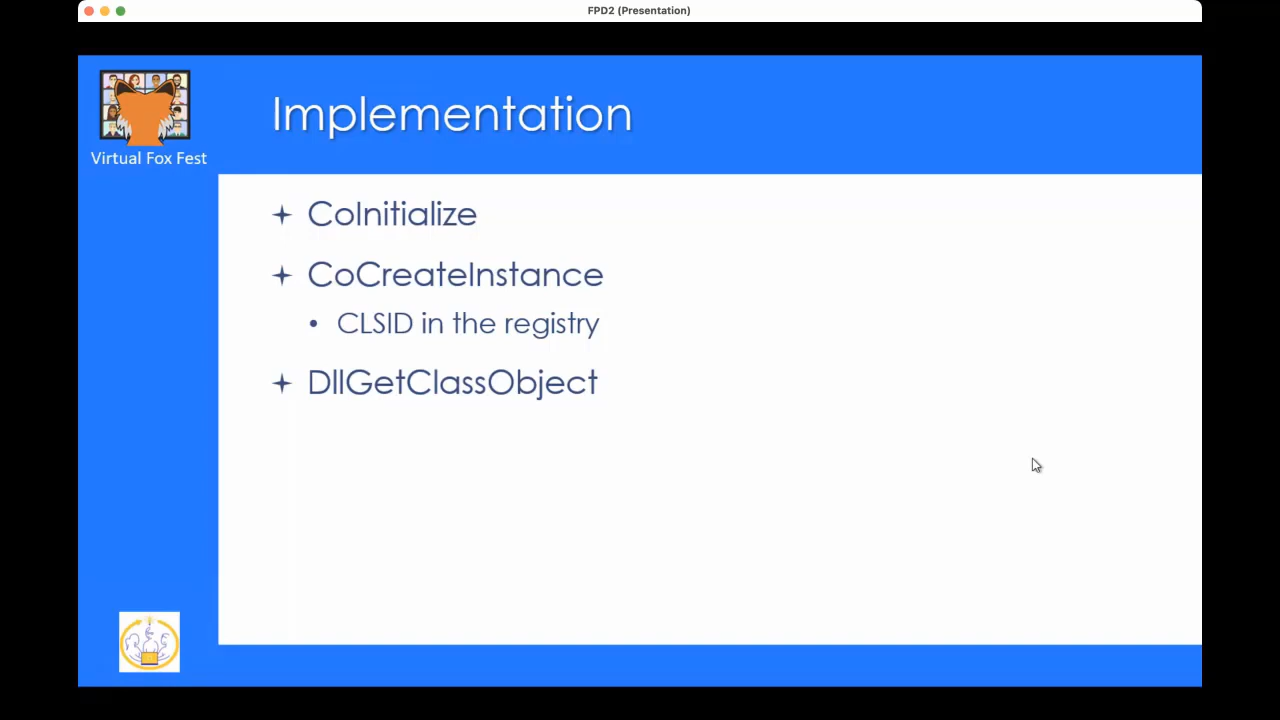 FPD2 (Presentation)
Implementation
Virtual Fox Fest
CoInitialize
CoCreateInstance
CLSID in the registry
DllGetClassObject